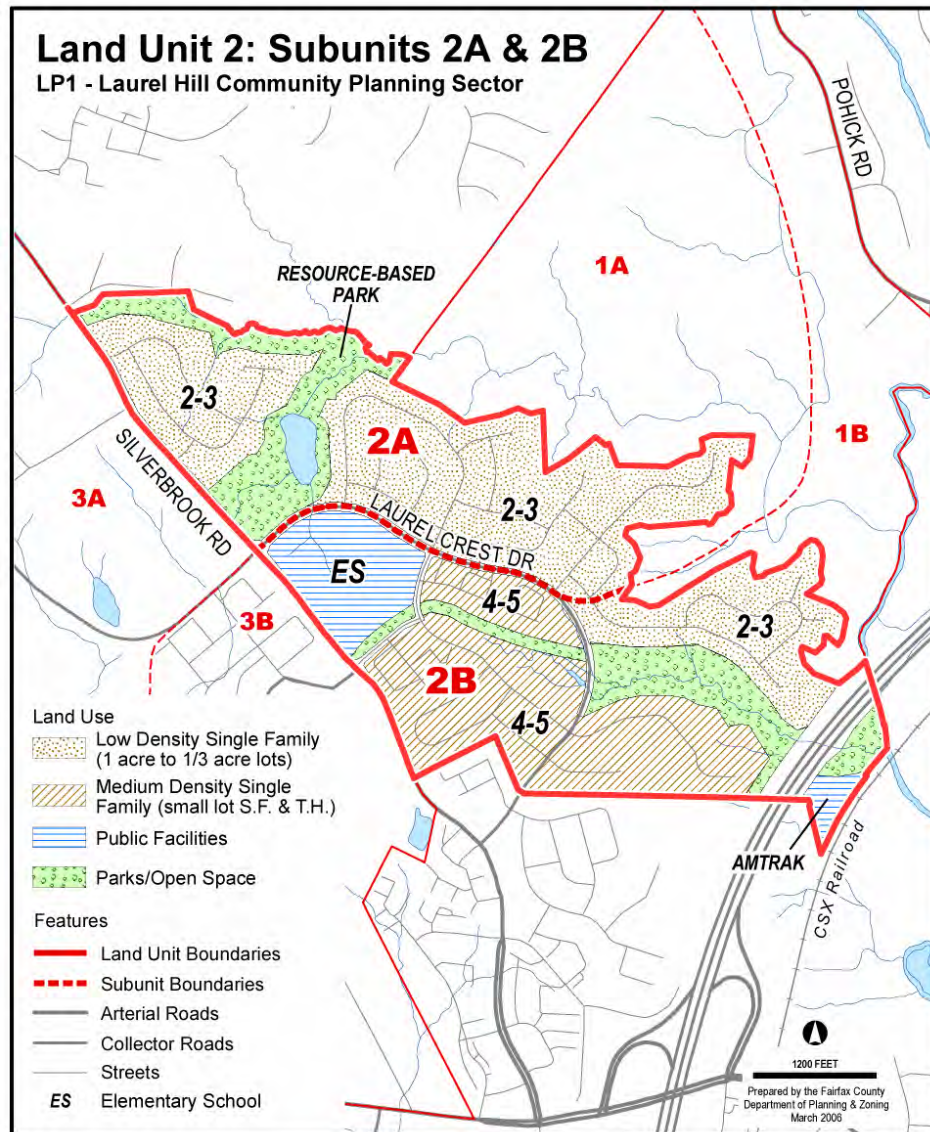 Land Unit 2: Subunits 2A & 2B
LP1 - Laurel Hill Community Planning Sector
POHICK RD
1A
RESOURCE-BASED
PARK
2-3
2A
1B
SILVERBROOK RD
3A
LAUREL CREST DR
2-3
ES
4-5
3B
2-3
2B
4-5
AMTRAK
CSX Railroad
Land Use
Low Density Single Family
(1 acre to 1/3 acre lots)
Medium Density Single
Family (small lot S.F. & T.H.)
Public Facilities
Parks/Open Space
Features
Land Unit Boundaries
Subunit Boundaries
Arterial Roads
Collector Roads
Streets
ES Elementary School
1200 FEET
Prepared by the Fairfax County
Department of Planning & Zoning
March 2006